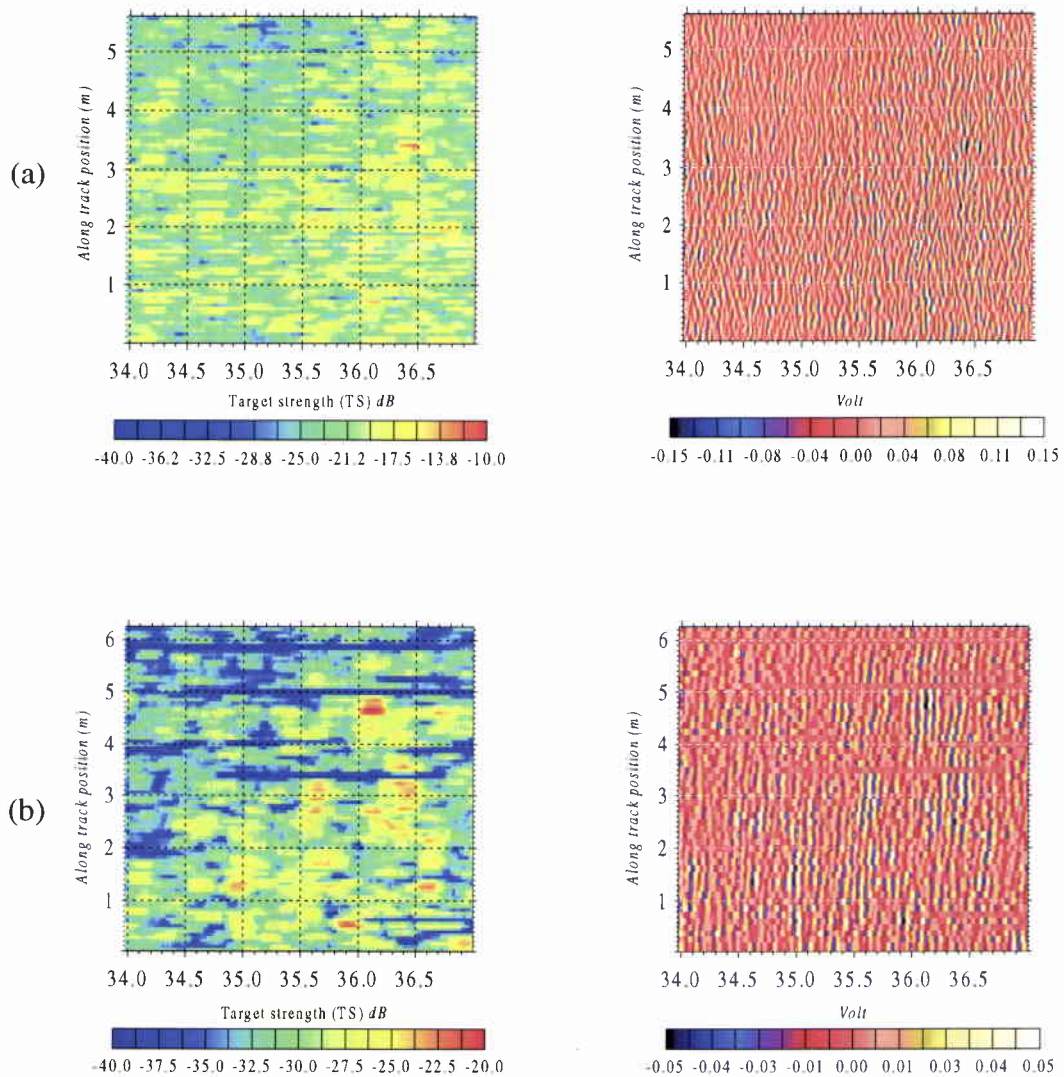 (a)
Along track position (m)
5
4
3
2
1
34.0 34.5 35.0 35.5 36.0 36.5
Target strength (TS) dB
-40.0 -36.2 -32.5 -28.8 -25.0 -21.2 -17.5 -13.8 -10.0
Along track position (m)
5
4
3
2
1
34.0 34.5 35.0 35.5 36.0 36.5
Volt
-0.15 -0.11 -0.08 -0.04 0.00 0.04 0.08 0.11 0.15
(b)
Along track position (m)
6
5
4
3
2
1
34.0 34.5 35.0 35.5 36.0 36.5
Target strength (TS) dB
-40.0 -37.5 -35.0 -32.5 -30.0 -27.5 -25.0 -22.5 -20.0
Along track position (m)
6
5
4
3
2
1
34.0 34.5 35.0 35.5 36.0 36.5
Volt
-0.05 -0.04 -0.03 -0.01 0.00 0.01 0.03 0.04 0.05